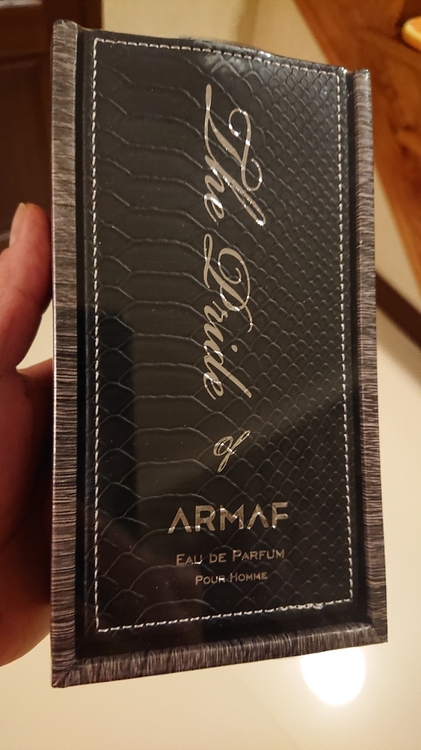 The Pride
of
ARMAF
EAU DE PARFUM
POUR HOMME